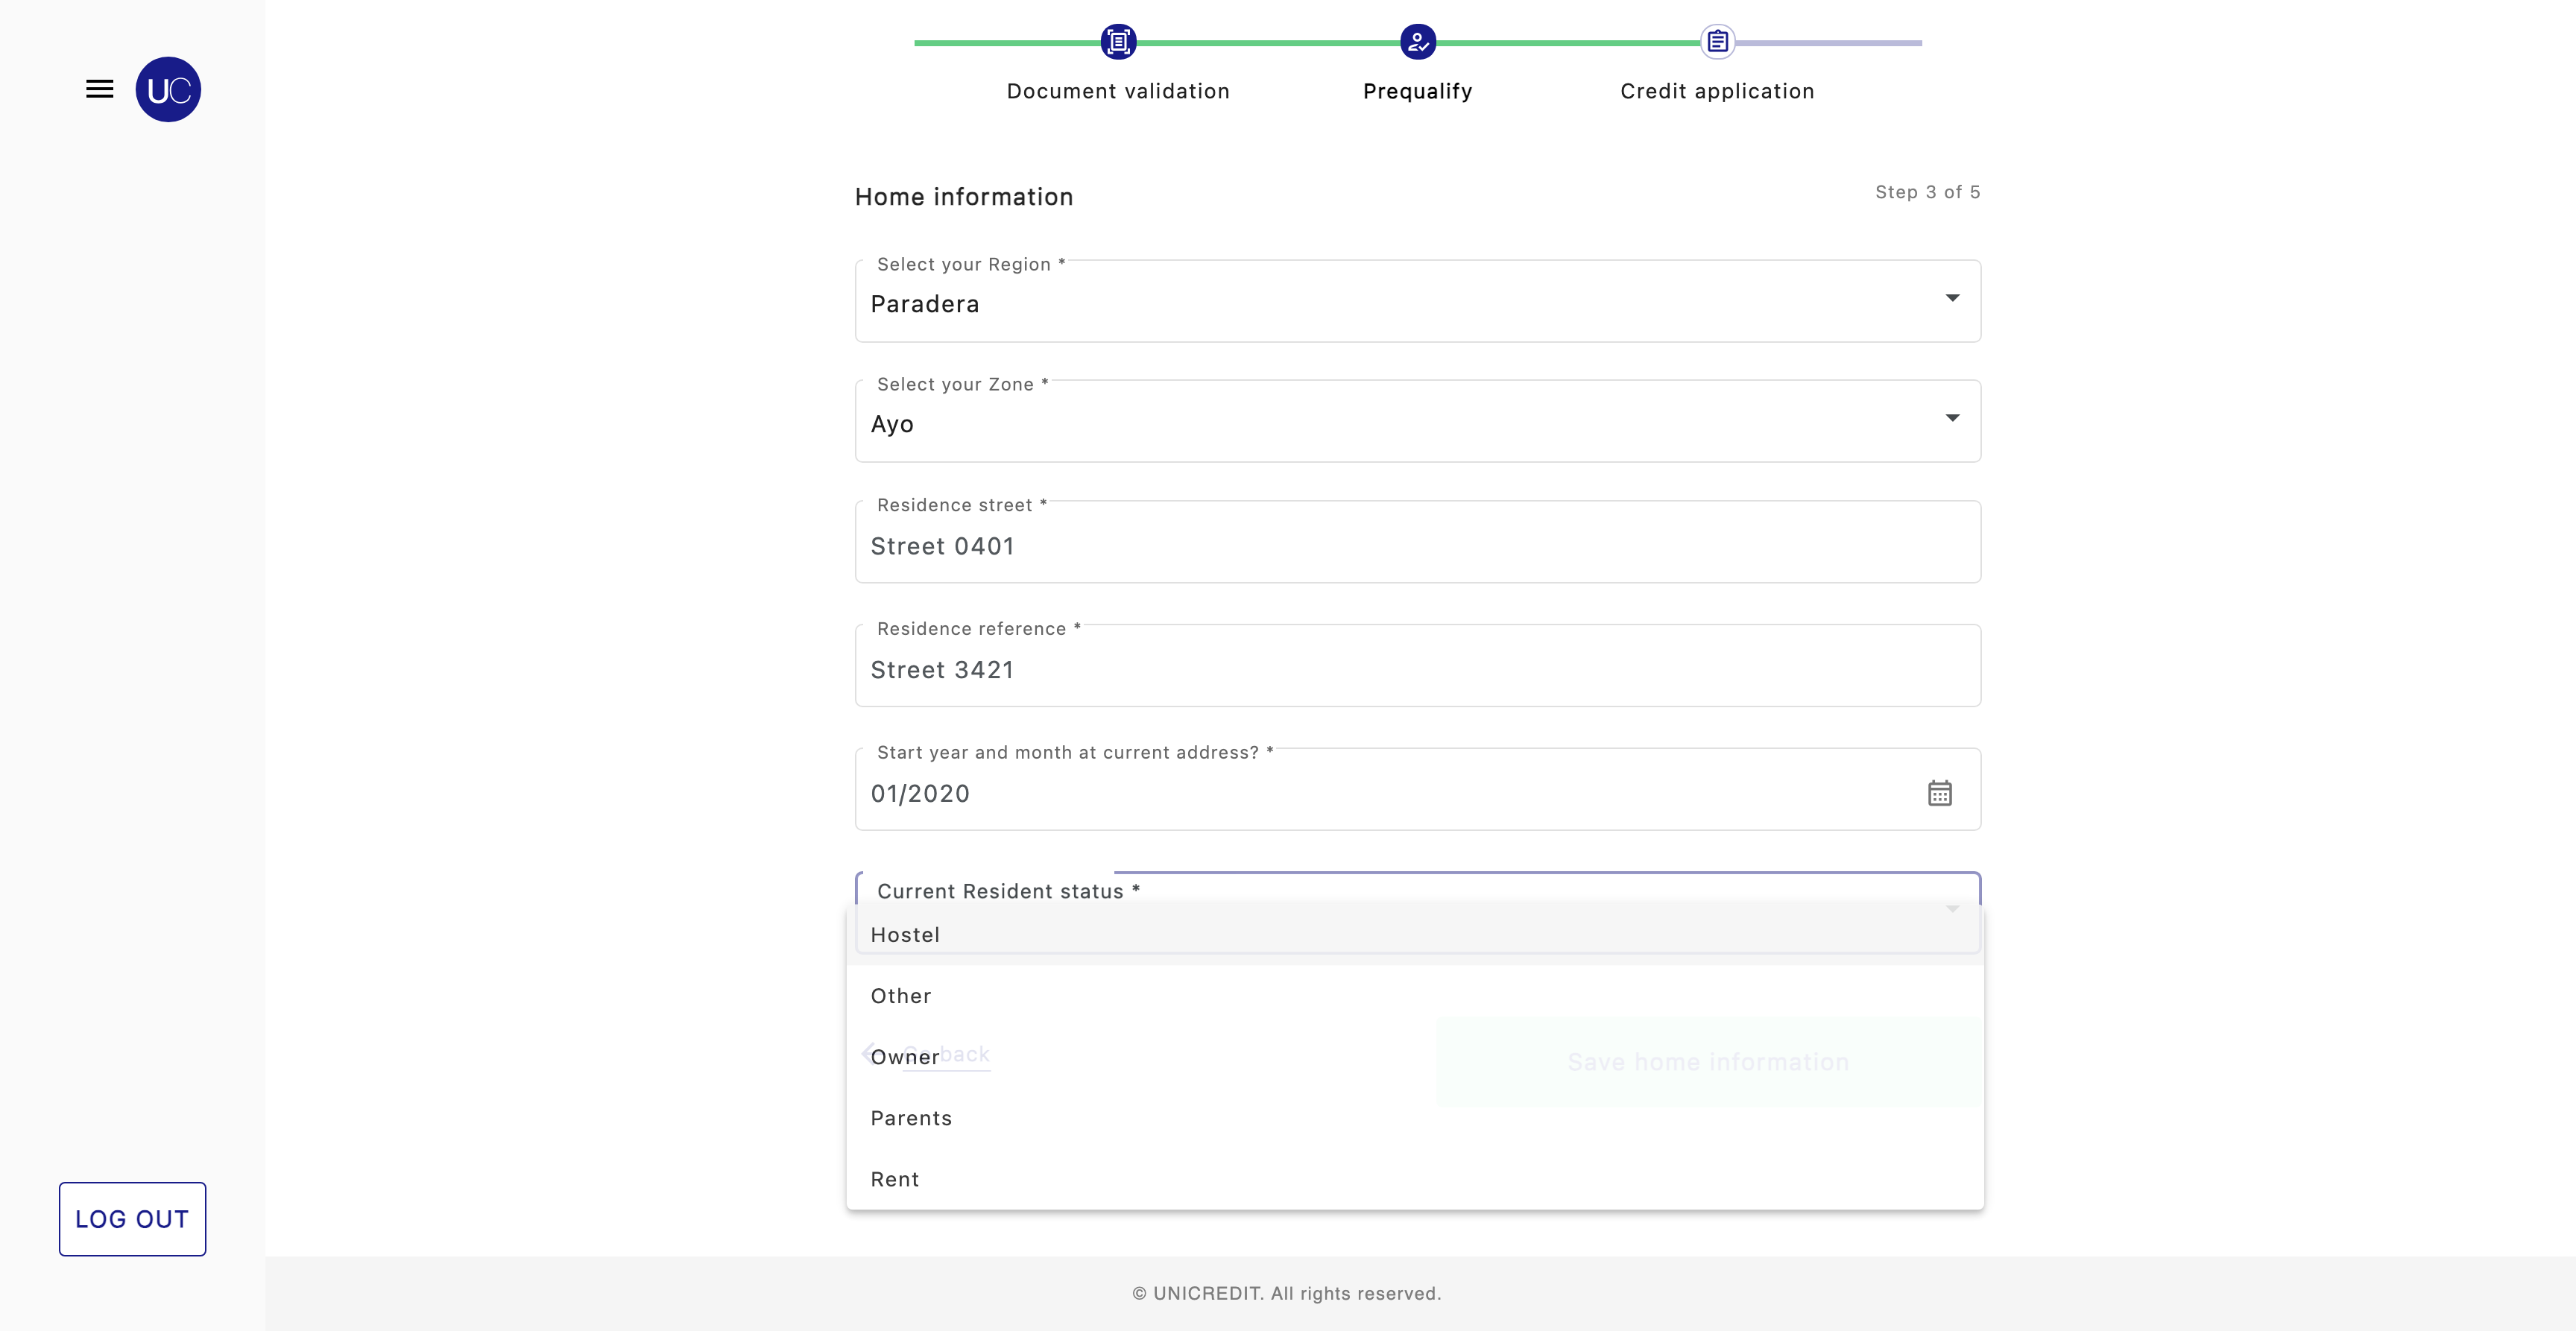 UC
Document validation
Prequalify
Credit application
Home information
Step 3 of 5
Select your Region *
Paradera
Select your Zone *
Ayo
Residence street *
Street 0401
Residence reference *
Street 3421
Start year and month at current address? *
01/2020
Current Resident status *
Hostel
Other
Owner
Go back
Save home information
Parents
Rent
LOG OUT
© UNICREDIT. All rights reserved.